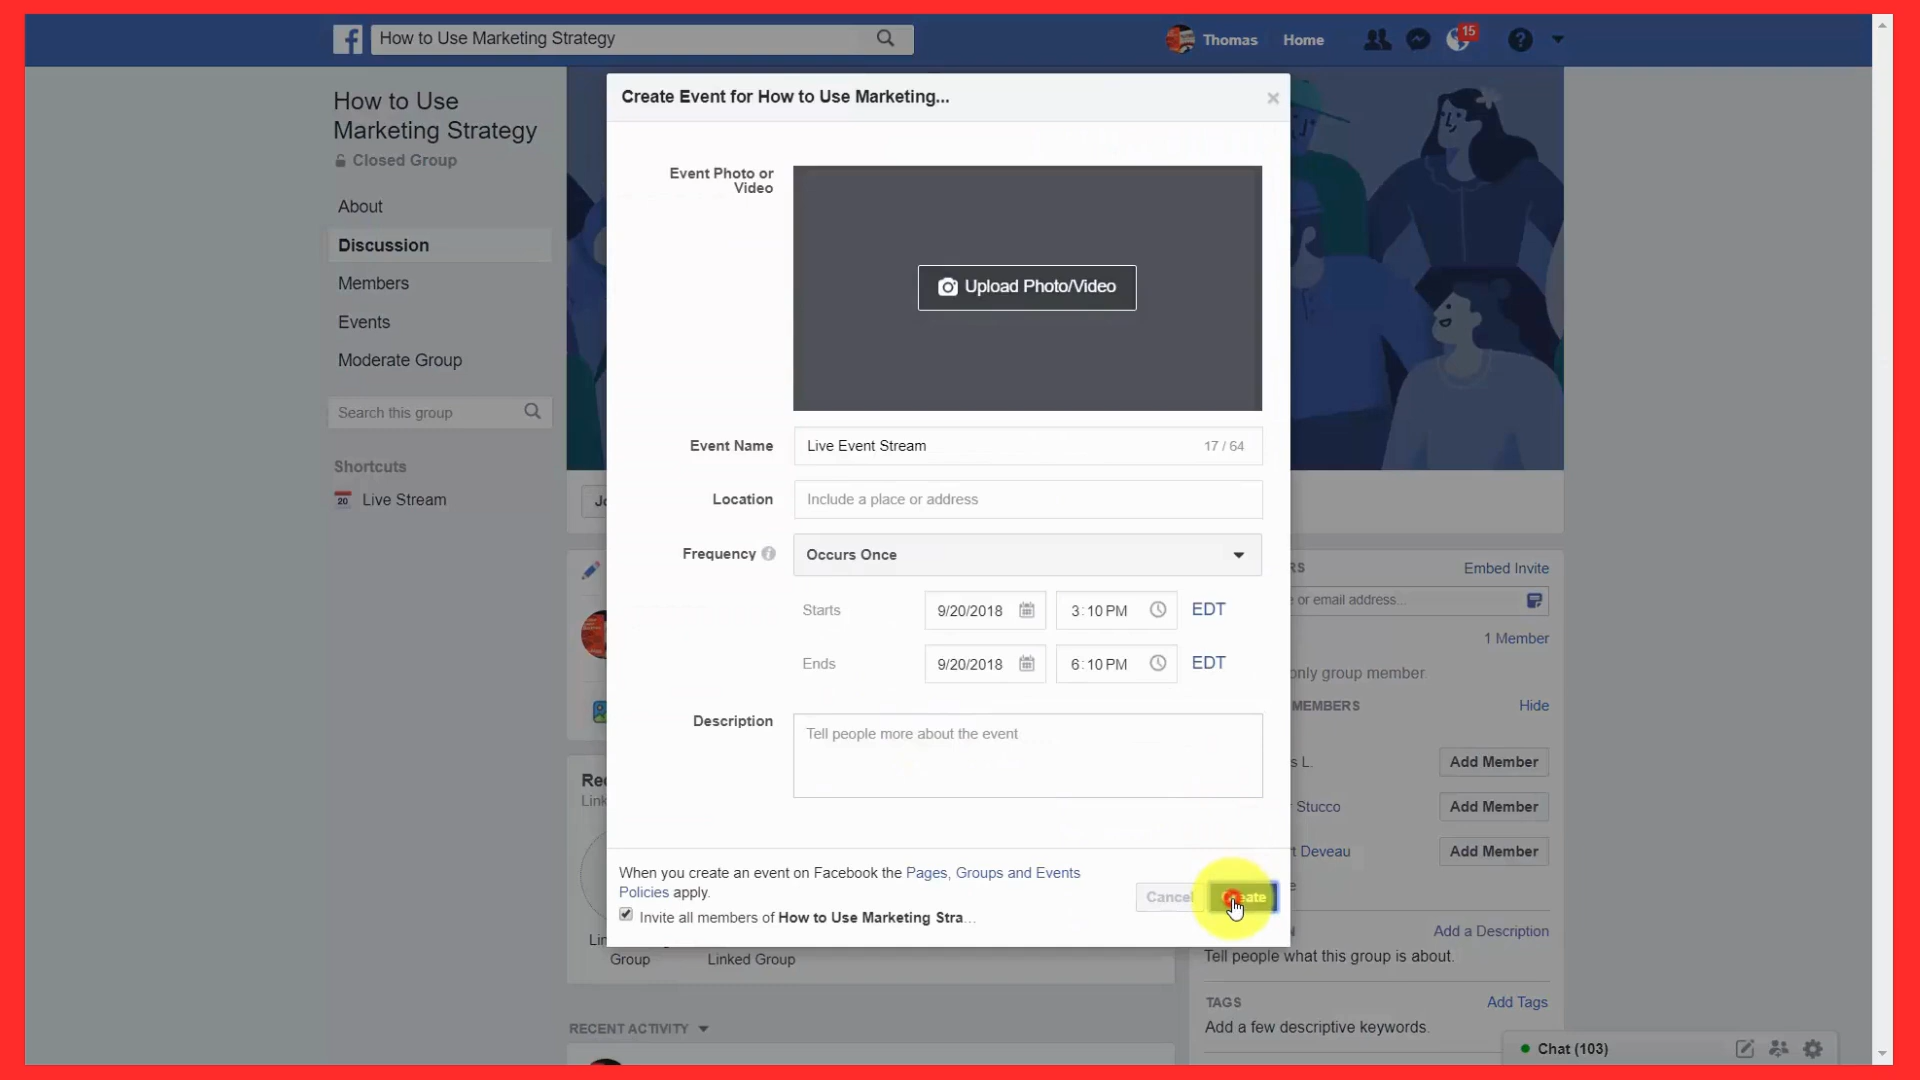 How to Use Marketing Strategy
Thomas
Home
15
How to Use
Marketing Strategy
Closed Group
About
Discussion
Members
Events
Moderate Group
Search this group
Shortcuts
20 Live Stream
Create Event for How to Use Marketing...
Event Photo or
Video
Upload Photo/Video
Event Name
Live Event Stream
17 / 64
Location
Include a place or address
Frequency
Occurs Once
Starts
9/20/2018
3:10 PM
EDT
Ends
9/20/2018
6:10 PM
EDT
Description
Tell people more about the event
When you create an event on Facebook the Pages, Groups and Events
Policies apply.
Invite all members of How to Use Marketing Stra...
Cancel
Create
Embed Invite
or email address...
1 Member
only group member.
MEMBERS
Hide
s L.
Add Member
Stucco
Add Member
t Deveau
Add Member
Add a Description
Tell people what this group is about.
TAGS
Add Tags
Add a few descriptive keywords.
Group
Linked Group
RECENT ACTIVITY
Chat (103)